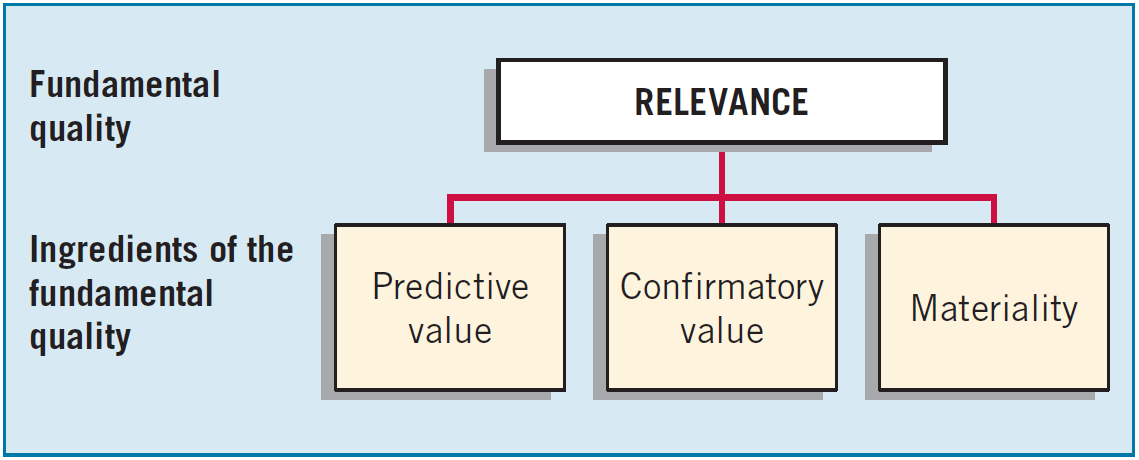 Fundamental
quality
RELEVANCE
Ingredients of the
fundamental
quality
Predictive
value
Confirmatory
value
Materiality